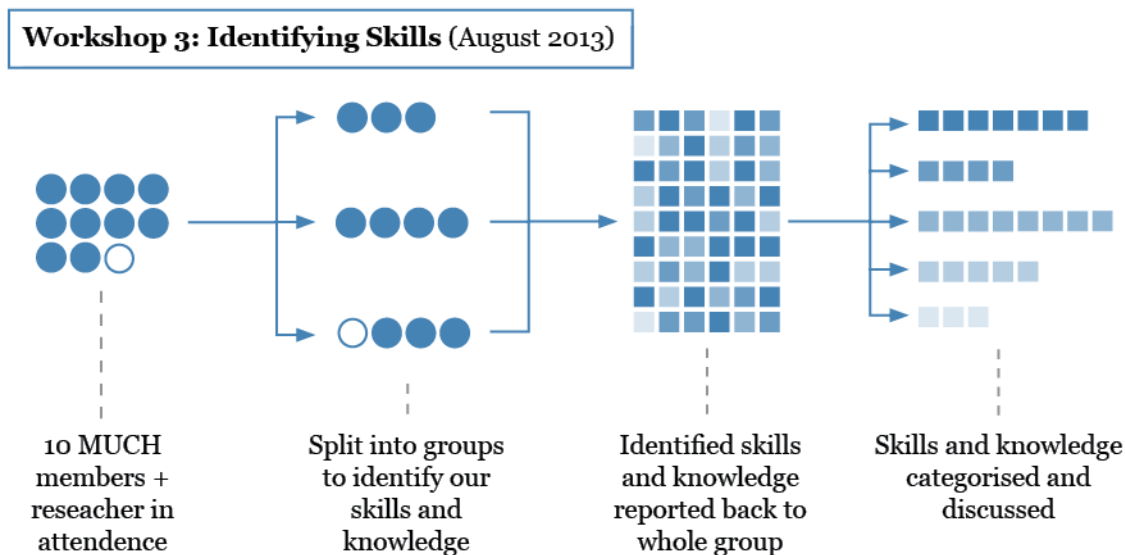 Workshop 3: Identifying Skills (August 2013)
10 MUCH
members +
reseacher in
attendence
Split into groups
to identify our
skills and
knowledge
Identified skills
and knowledge
reported back to
whole group
Skills and knowledge
categorised and
discussed